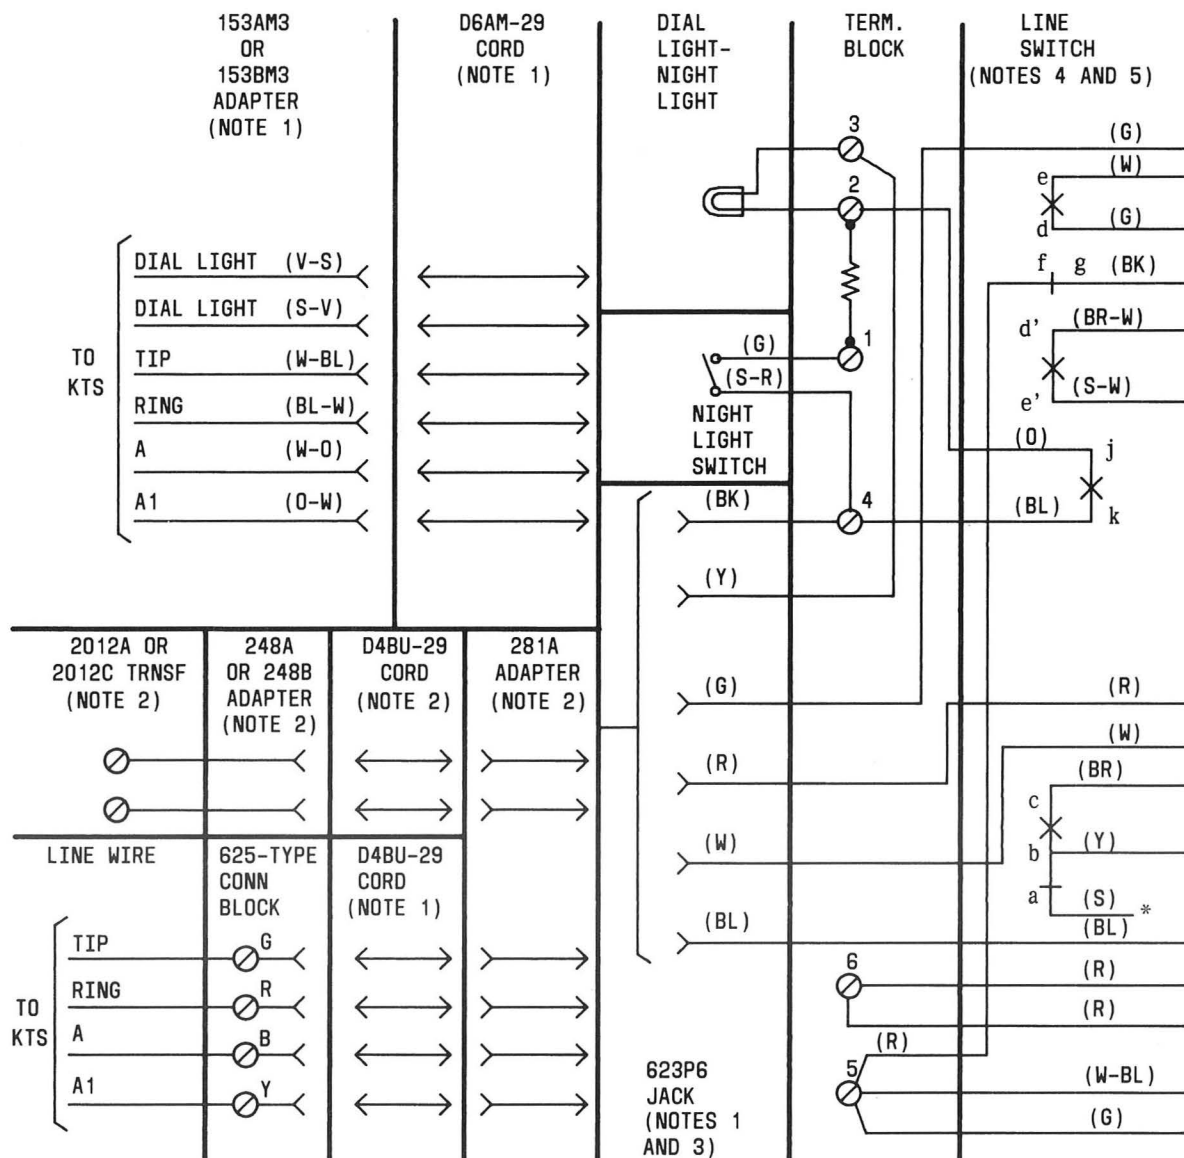 153AM3
OR
153BM3
ADAPTER
(NOTE 1)
D6AM-29
CORD
(NOTE 1)
DIAL
LIGHT-
NIGHT
LIGHT
TERM.
BLOCK
LINE
SWITCH
(NOTES 4 AND 5)
TO
KTS
DIAL LIGHT (V-S)
DIAL LIGHT (S-V)
TIP (W-BL)
RING (BL-W)
A (W-O)
A1 (O-W)
3
2
1
(G)
(S-R)
NIGHT
LIGHT
SWITCH
4
(G)
e (W)
d (G)
f g (BK)
d' (BR-W)
e' (S-W)
(O) j
(BL) k
(BK)
(Y)
(G)
(R)
(W)
(BL)
2012A OR
2012C TRNSF
(NOTE 2)
248A
OR 248B
ADAPTER
(NOTE 2)
D4BU-29
CORD
(NOTE 2)
281A
ADAPTER
(NOTE 2)
LINE WIRE
625-TYPE
CONN
BLOCK
D4BU-29
CORD
(NOTE 1)
TO
KTS
TIP G
RING R
A B
A1 Y
623P6
JACK
(NOTES 1
AND 3)
(R)
(W)
(BR)
c
b (Y)
a (S) *
(BL)
6 (R)
(R)
(R)
5 (W-BL)
(G)